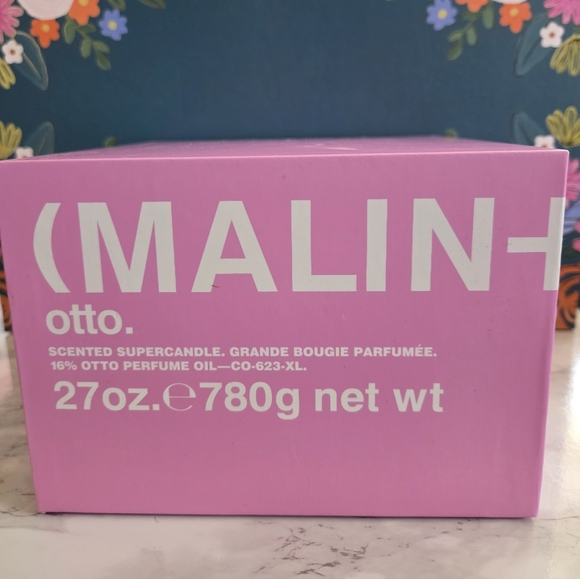 (MALIN+
otto.
SCENTED SUPERCANDLE. GRANDE BOUGIE PARFUMÉE.
16% OTTO PERFUME OIL—CO-623-XL.
27oz.℮780g net wt